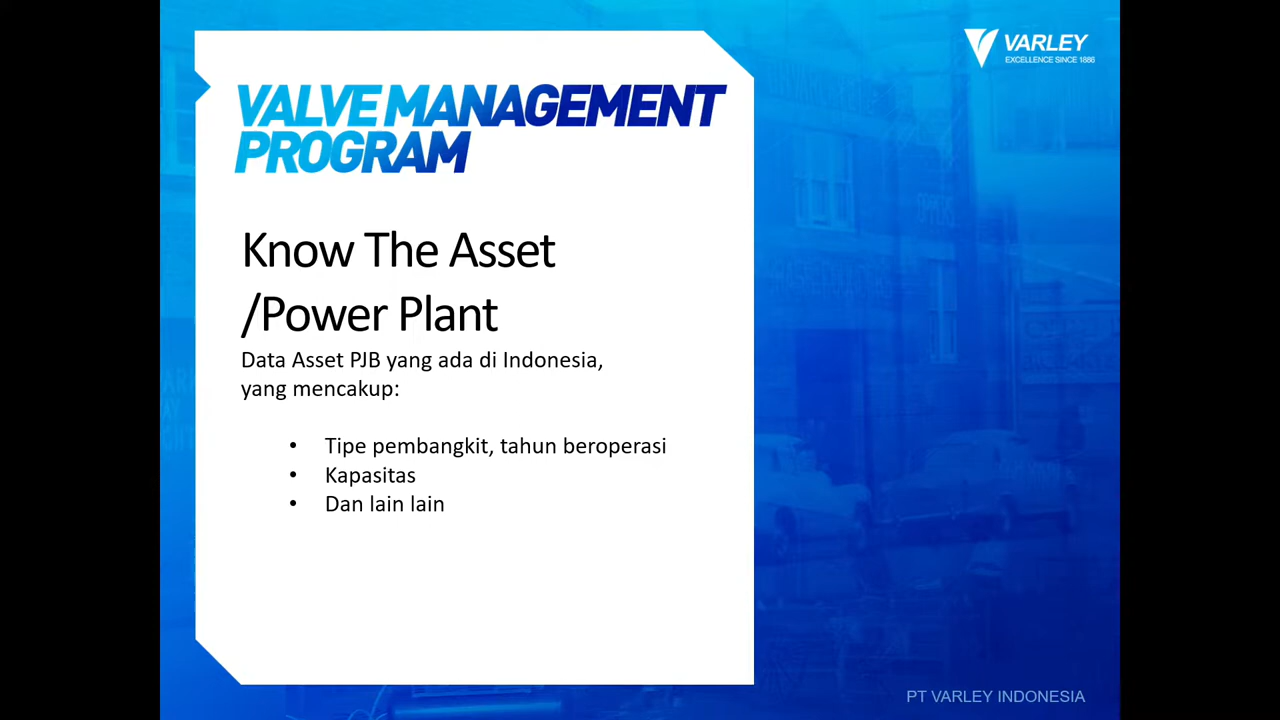 VARLEY
EXCELLENCE SINCE 1886
VALVE MANAGEMENT
PROGRAM
Know The Asset
/Power Plant
Data Asset PJB yang ada di Indonesia,
yang mencakup:
• Tipe pembangkit, tahun beroperasi
• Kapasitas
• Dan lain lain
PT VARLEY INDONESIA